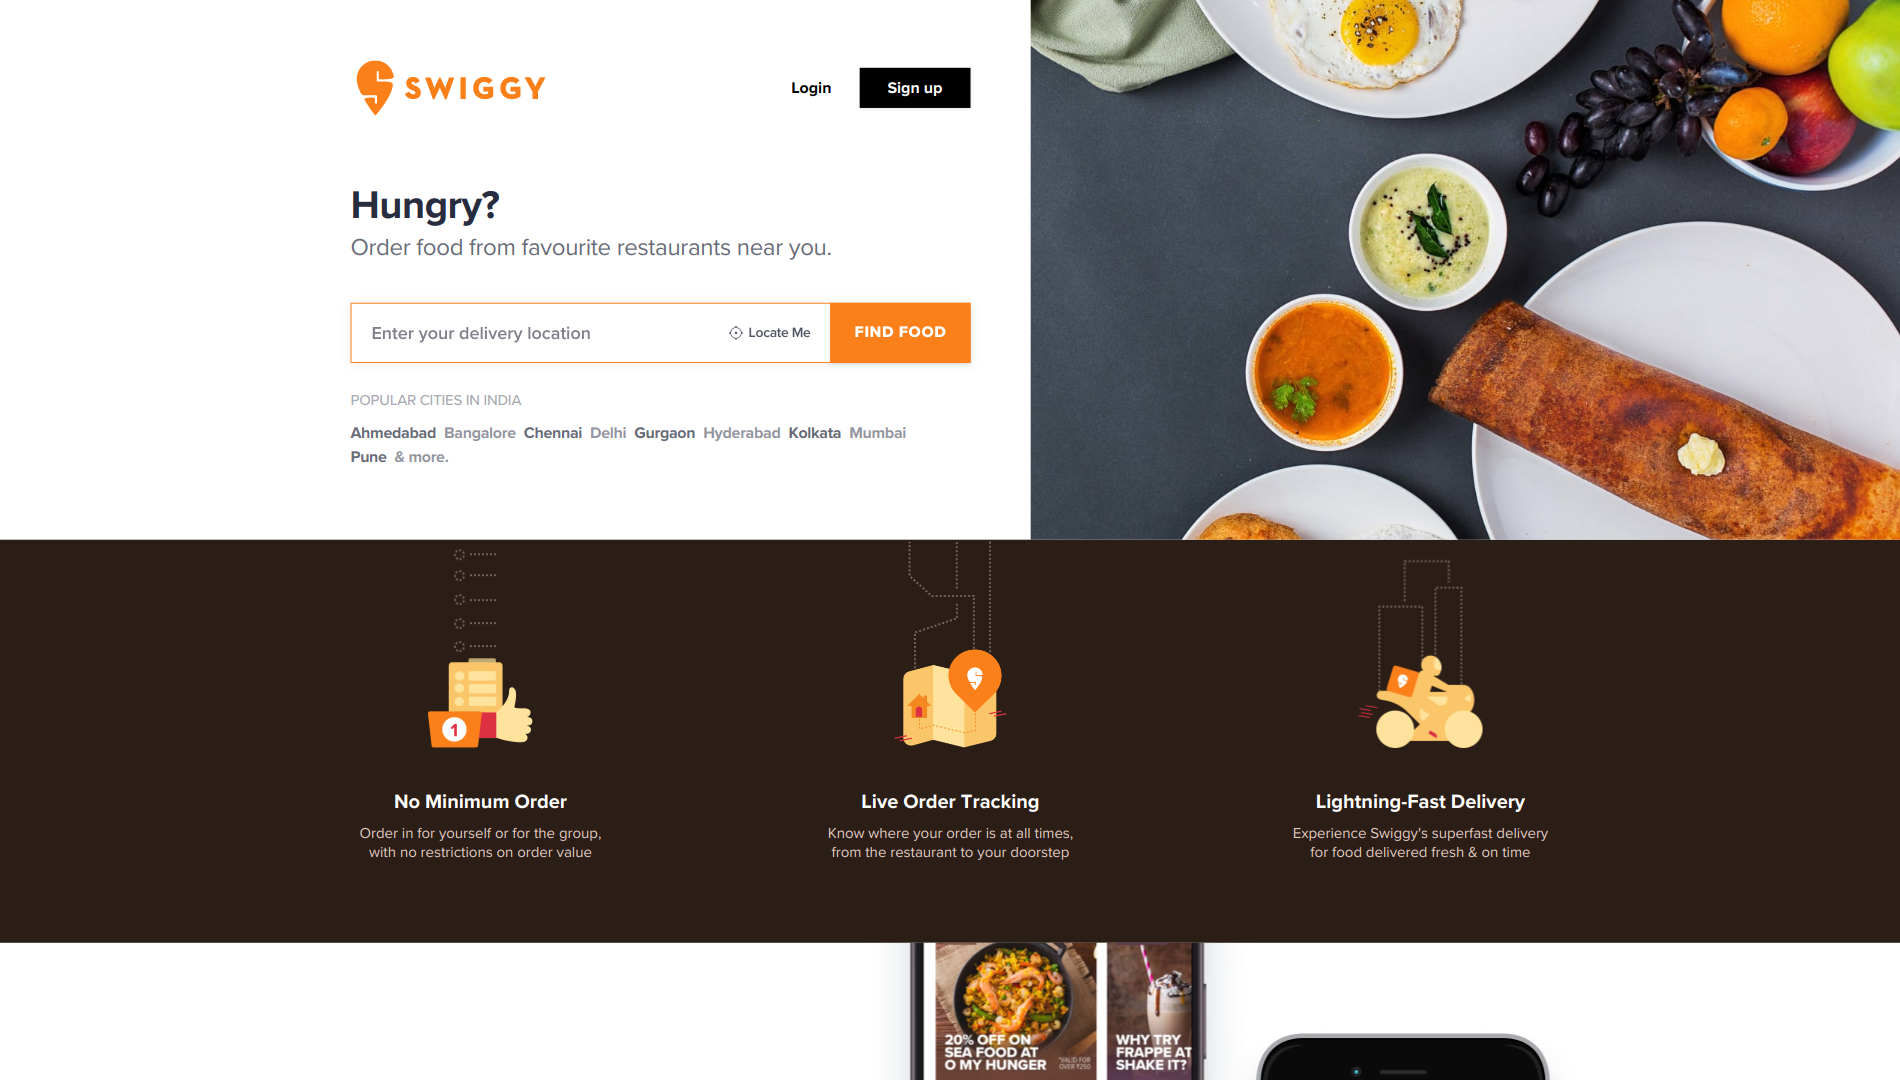 SWIGGY
Login
Sign up
Hungry?
Order food from favourite restaurants near you.
Enter your delivery location
Locate Me
FIND FOOD
POPULAR CITIES IN INDIA
Ahmedabad Bangalore Chennai Delhi Gurgaon Hyderabad Kolkata Mumbai
Pune & more.
1
No Minimum Order
Order in for yourself or for the group,
with no restrictions on order value
Live Order Tracking
Know where your order is at all times,
from the restaurant to your doorstep
Lightning-Fast Delivery
Experience Swiggy's superfast delivery
for food delivered fresh & on time
20% OFF ON
SEA FOOD AT
O MY HUNGER
*VALID FOR
OVER ₹250
WHY TRY
FRAPPE AT
SHAKE IT?